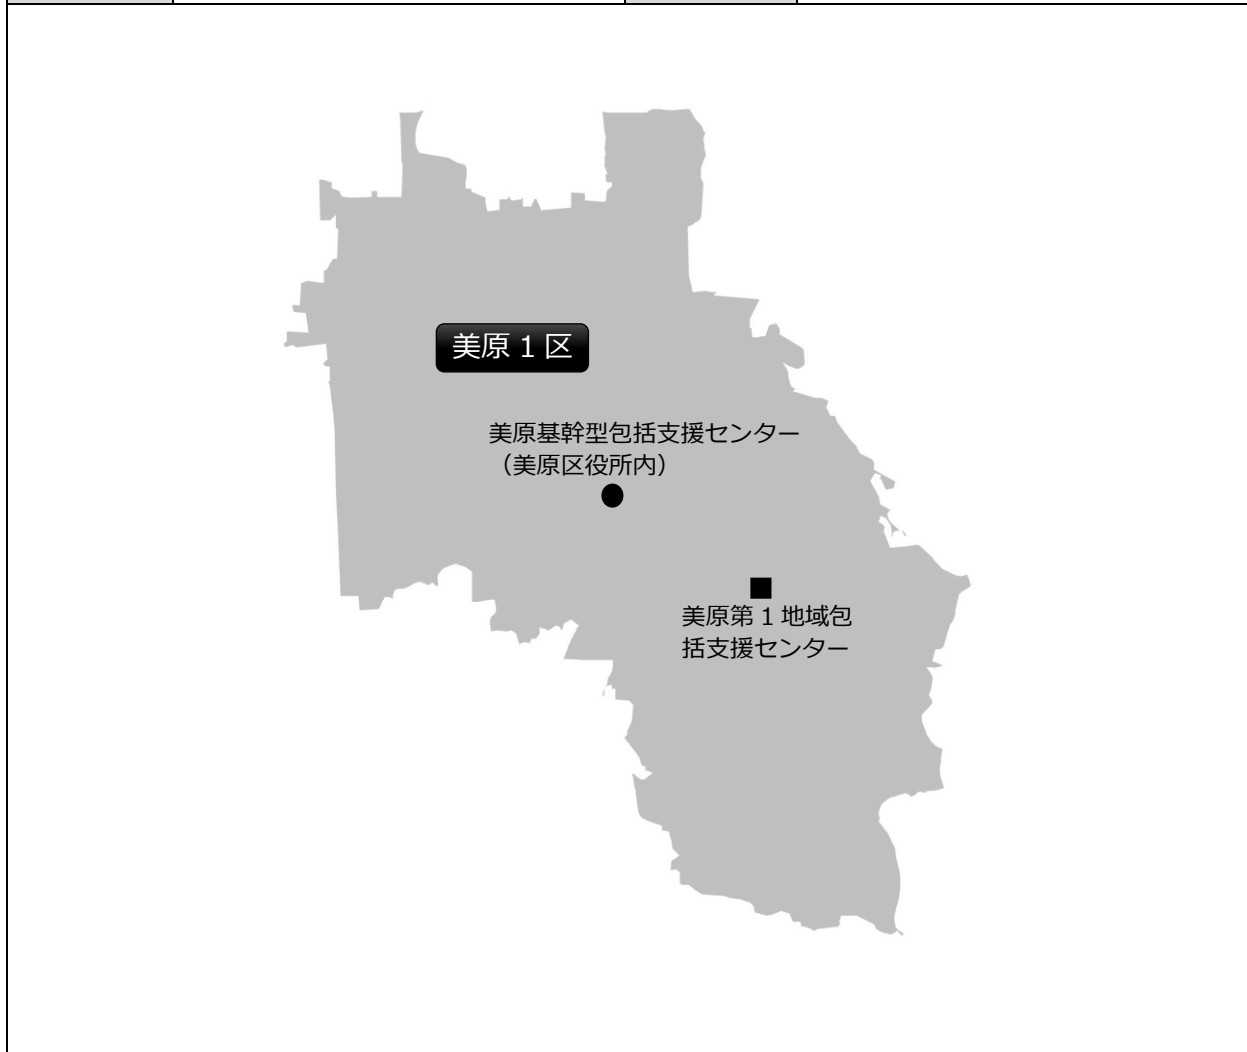 美原 1 区
美原基幹型包括支援センター
（美原区役所内）
美原第 1 地域包
括支援センター